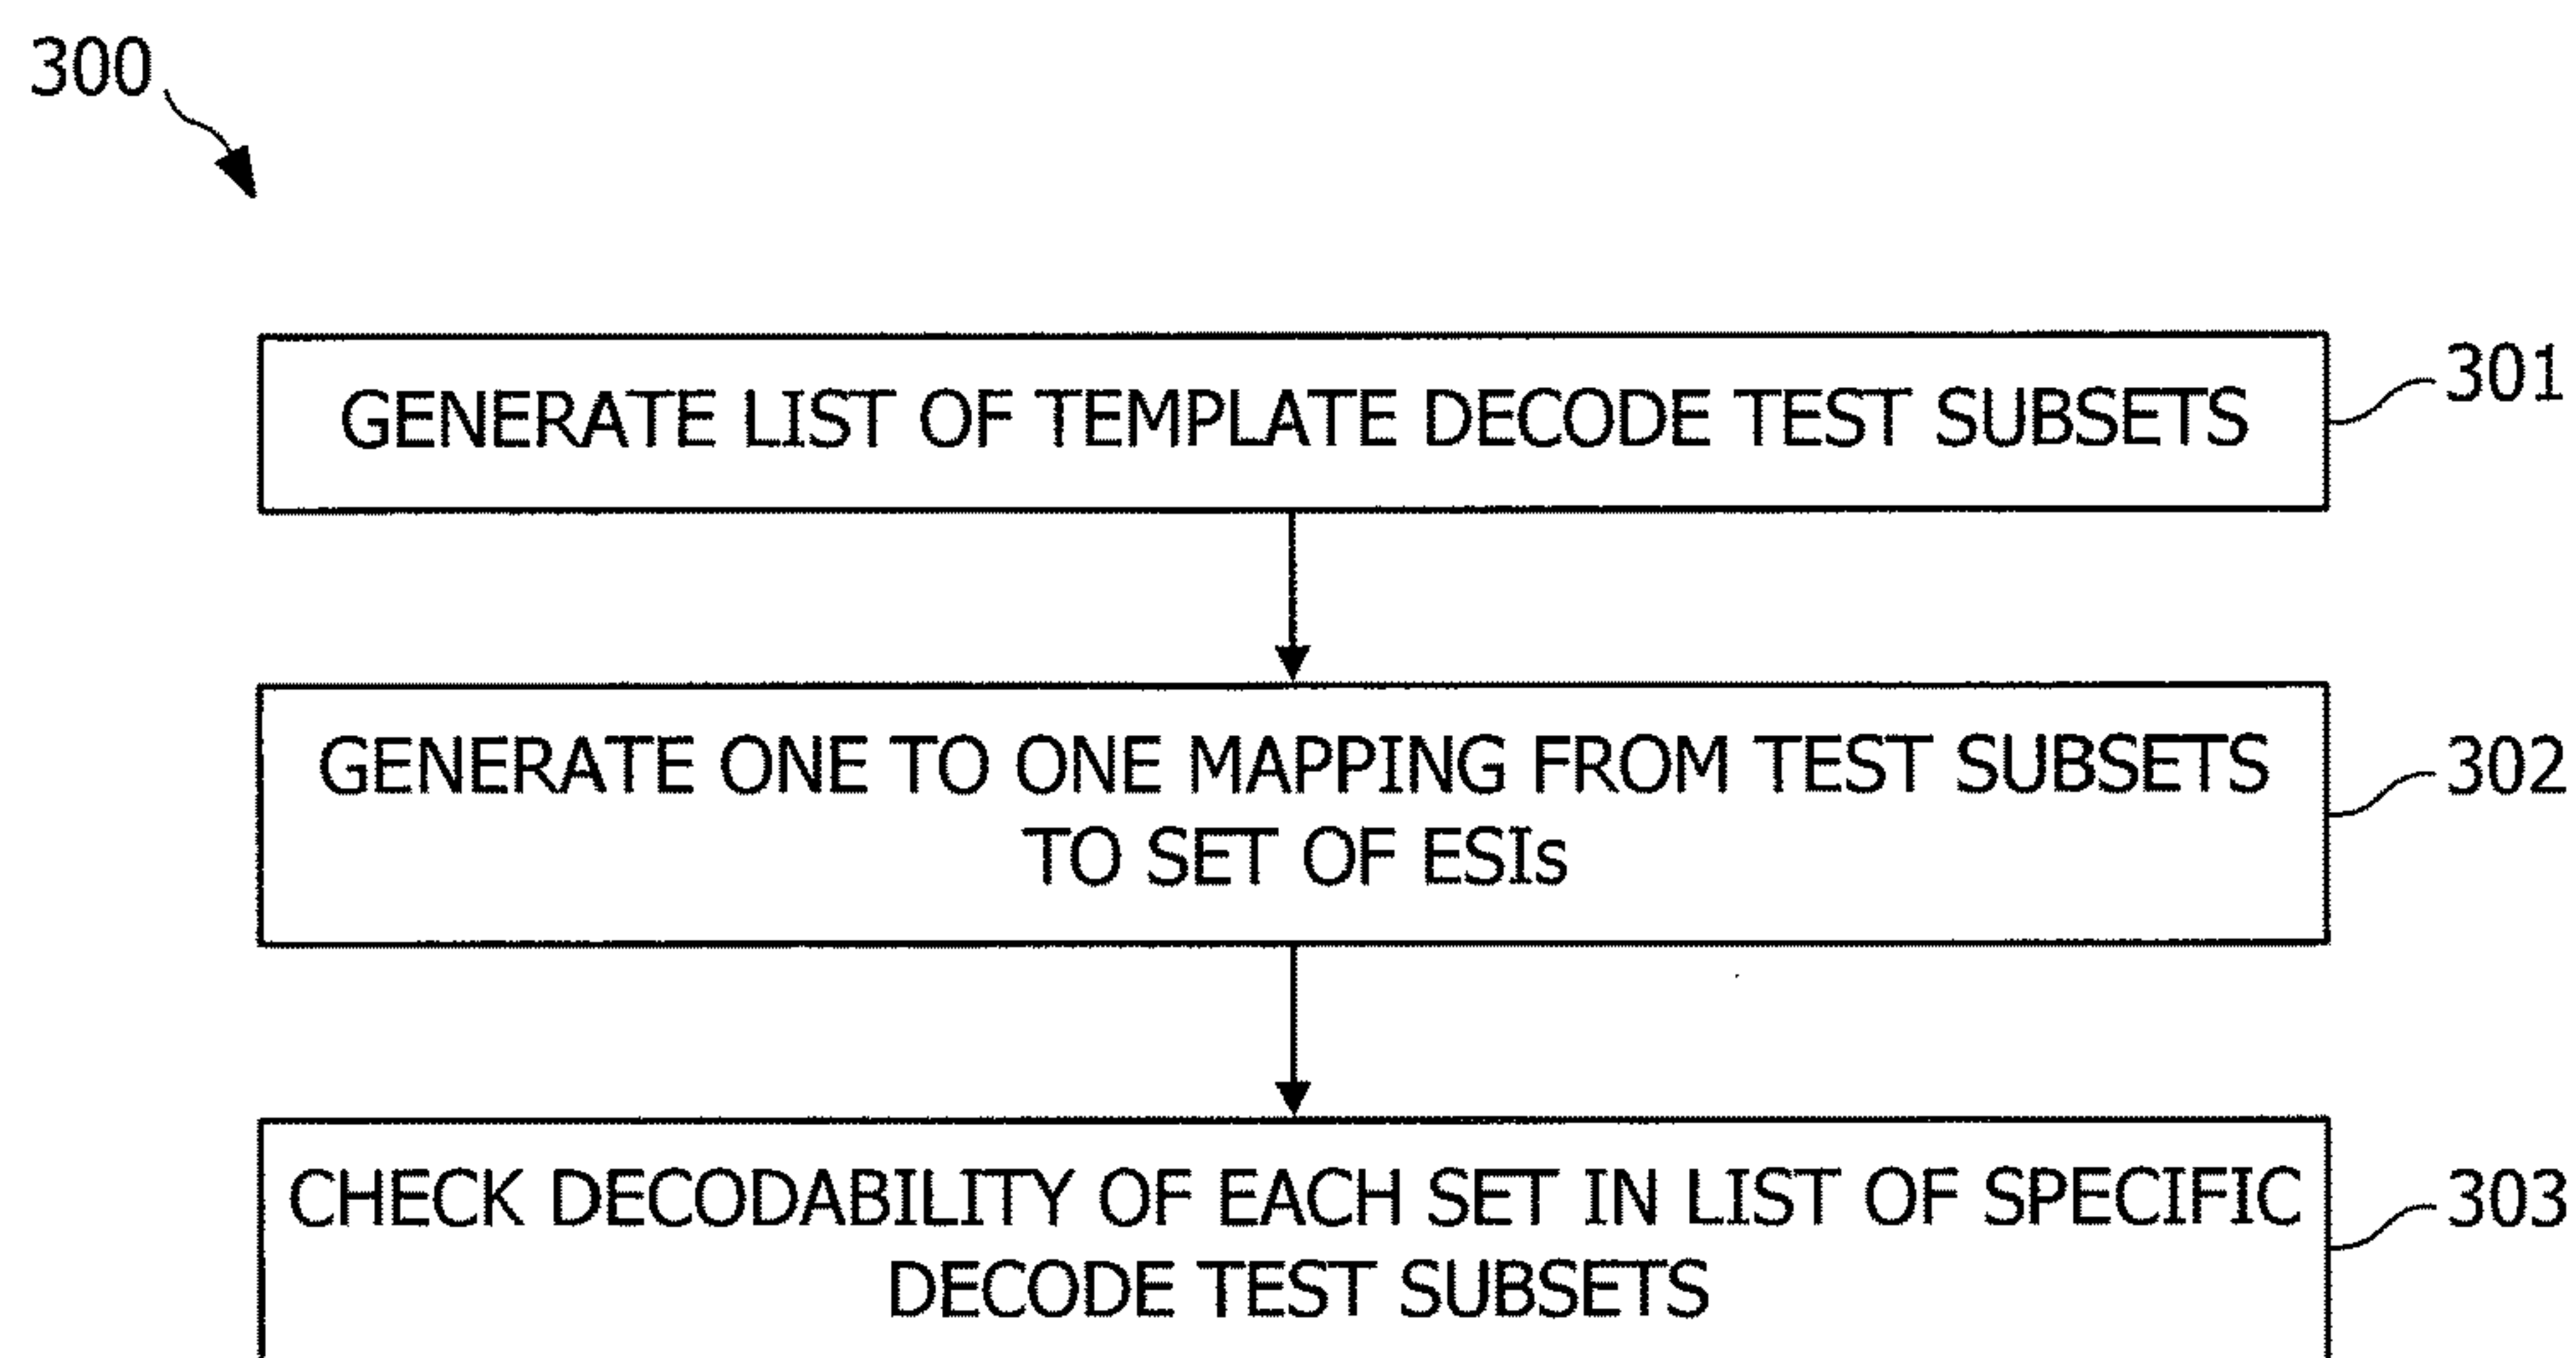 300
GENERATE LIST OF TEMPLATE DECODE TEST SUBSETS
301
GENERATE ONE TO ONE MAPPING FROM TEST SUBSETS
TO SET OF ESIs
302
CHECK DECODABILITY OF EACH SET IN LIST OF SPECIFIC
DECODE TEST SUBSETS
303